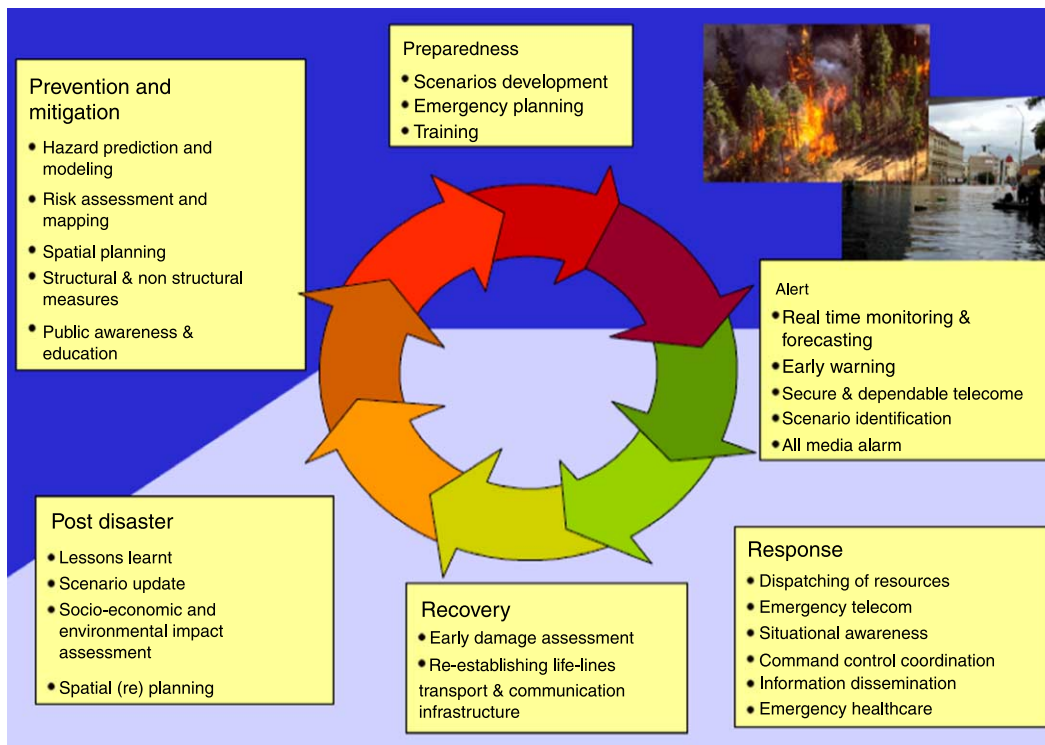 Preparedness
• Scenarios development
• Emergency planning
• Training
Prevention and
mitigation
• Hazard prediction and
modeling
• Risk assessment and
mapping
• Spatial planning
• Structural & non structural
measures
• Public awareness &
education
Alert
• Real time monitoring &
forecasting
• Early warning
• Secure & dependable telecome
• Scenario identification
• All media alarm
Post disaster
• Lessons learnt
• Scenario update
• Socio-economic and
environmental impact
assessment
• Spatial (re) planning
Recovery
• Early damage assessment
• Re-establishing life-lines
transport & communication
infrastructure
Response
• Dispatching of resources
• Emergency telecom
• Situational awareness
• Command control coordination
• Information dissemination
• Emergency healthcare